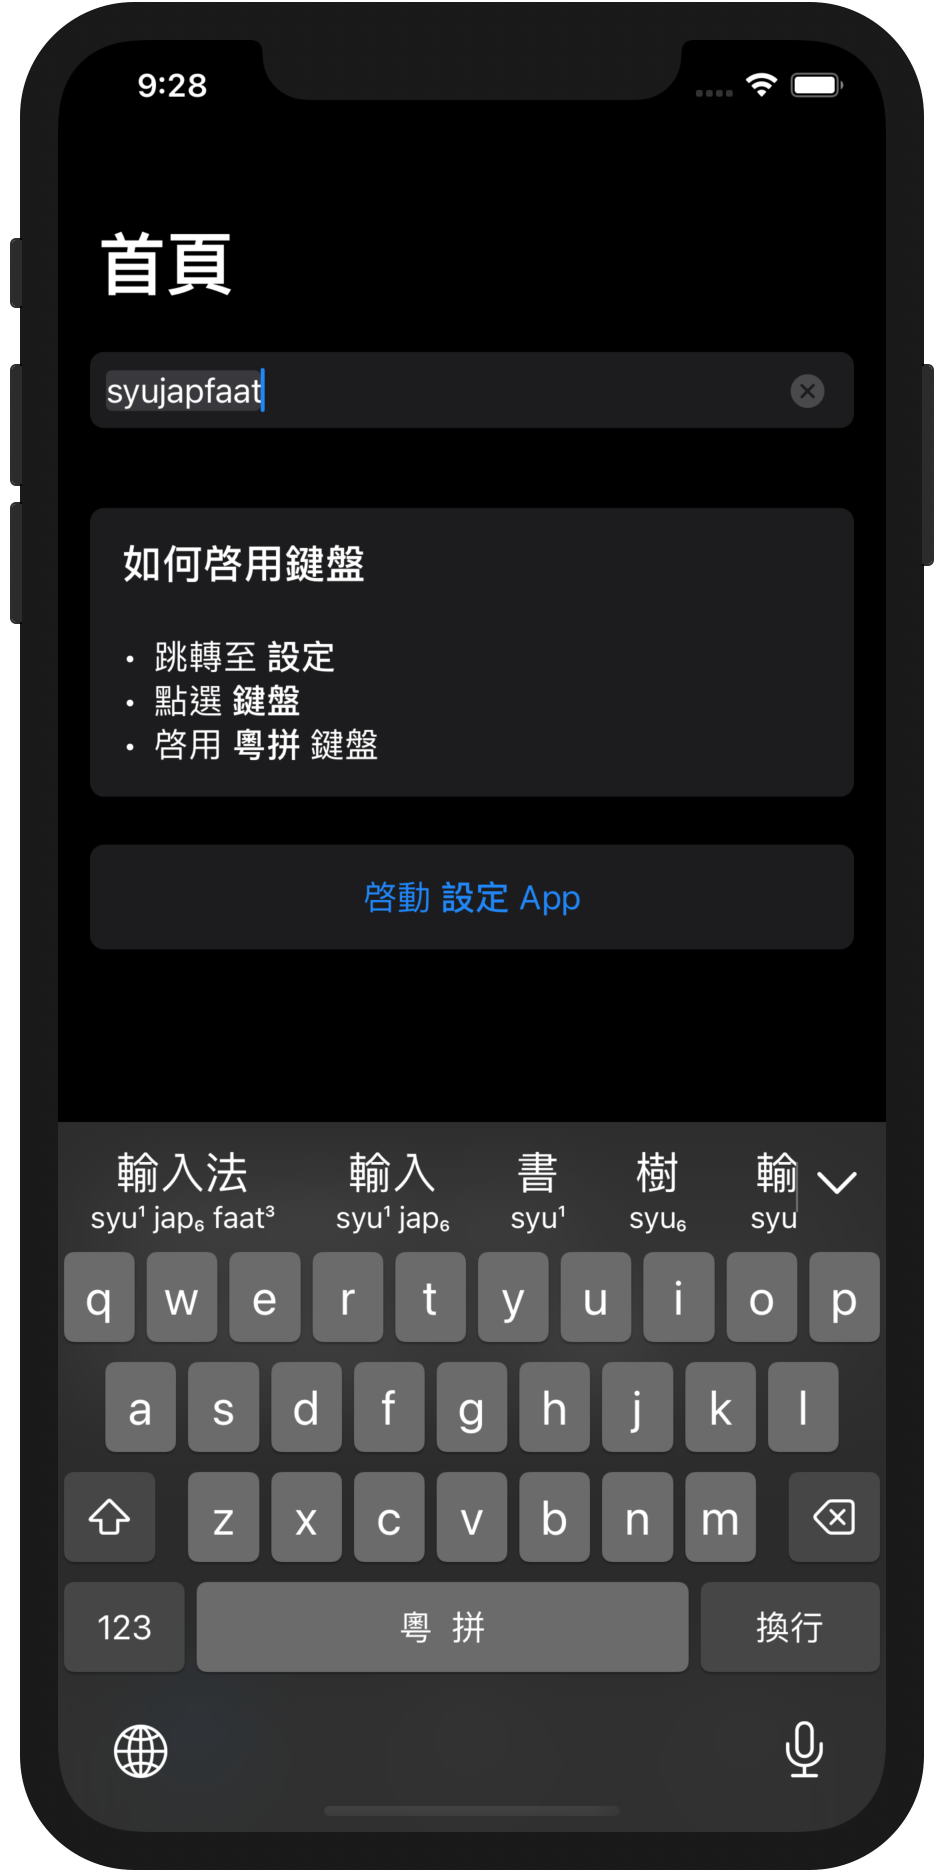 9:28
首頁
syujapfaat
如何啓用鍵盤
• 跳轉至 設定
• 點選 鍵盤
• 啓用 粵拼 鍵盤
啓動 設定 App
輸入法 輸入 書 樹 輸
syu¹ jap₆ faat³ syu¹ jap₆ syu¹ syu₆ syu
q w e r t y u i o p
a s d f g h j k l
z x c v b n m
123 粵 拼 換行